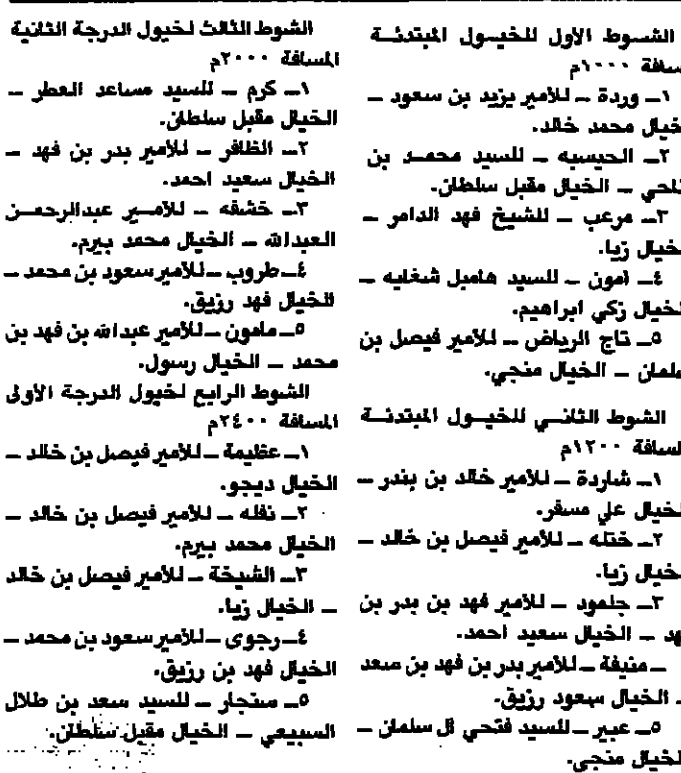 الشوط الأول للخيول المبتدئة
سافة ١٠٠٠م
١ـ وردة ـ للأمير يزيد بن سعود ـ
لخيال محمد خالد.
٢ـ الحيسيه ـ للسيد محمد بن
لحي ـ الخيال مقبل سلطان.
٣ـ مرعب ـ للشيخ فهد الدامر ـ
لخيال زيا.
٤ـ امون ـ للسيد هامبل شغليه ـ
لخيال زكي ابراهيم.
٥ـ تاج الرياض ـ للأمير فيصل بن
لمان ـ الخيال منجي.
الشوط الثاني للخيول المبتدئة
لسافة ١٢٠٠م
١ـ شاردة ـ للأمير خالد بن بندر ـ
لخيال علي مسفر.
٢ـ ختله ـ للأمير فيصل بن خالد ـ
لخيال زيا.
٣ـ جلمود ـ للأمير فهد بن بدر بن
هد ـ الخيال سعيد احمد.
ـ منيفة ـ للأمير بدر بن فهد بن سعد
ـ الخيال سعود رزيق.
٥ـ عبير ـ للسيد فتحي آل سلمان ـ
لخيال منجي.
الشوط الثالث لخيول الدرجة الثانية
المسافة ٢٠٠٠م
١ـ كرم ـ للسيد مساعد العطر ـ
الخيال مقبل سلطان.
٢ـ الظافر ـ للأمير بدر بن فهد ـ
الخيال سعيد احمد.
٣ـ خشقه ـ للأمير عبدالرحمن
العبدالله ـ الخيال محمد بيرم.
٤ـ طروب ـ للأمير سعود بن محمد ـ
الخيال فهد رزيق.
٥ـ مامون ـ للأمير عبدالله بن فهد بن
محمد ـ الخيال رسول.
الشوط الرابع لخيول الدرجة الأولى
المسافة ٢٤٠٠م
١ـ عظيمة ـ للأمير فيصل بن خالد ـ
الخيال ديجو.
٢ـ نفله ـ للأمير فيصل بن خالد ـ
الخيال محمد بيرم.
٣ـ الشيخة ـ للأمير فيصل بن خالد
ـ الخيال زيا.
٤ـ رجوى ـ للأمير سعود بن محمد ـ
الخيال فهد بن رزيق.
٥ـ سنجار ـ للسيد سعد بن طلال
السبيعي ـ الخيال مقبل سلطان.